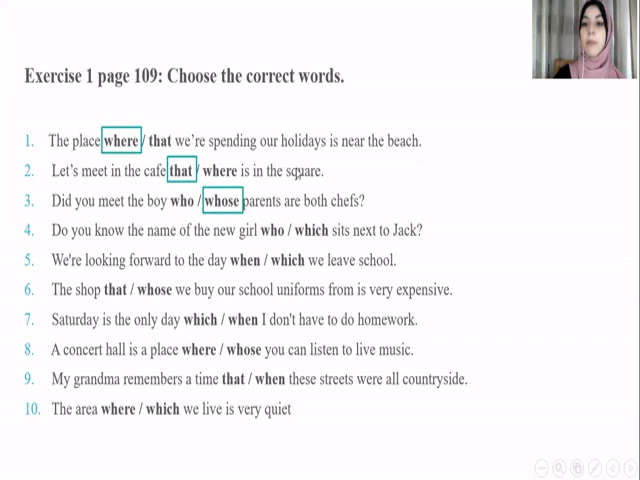 Exercise 1 page 109: Choose the correct words.
1. The place where / that we're spending our holidays is near the beach.
2. Let's meet in the cafe that / where is in the square.
3. Did you meet the boy who / whose parents are both chefs?
4. Do you know the name of the new girl who / which sits next to Jack?
5. We're looking forward to the day when / which we leave school.
6. The shop that / whose we buy our school uniforms from is very expensive.
7. Saturday is the only day which / when I don't have to do homework.
8. A concert hall is a place where / whose you can listen to live music.
9. My grandma remembers a time that / when these streets were all countryside.
10. The area where / which we live is very quiet